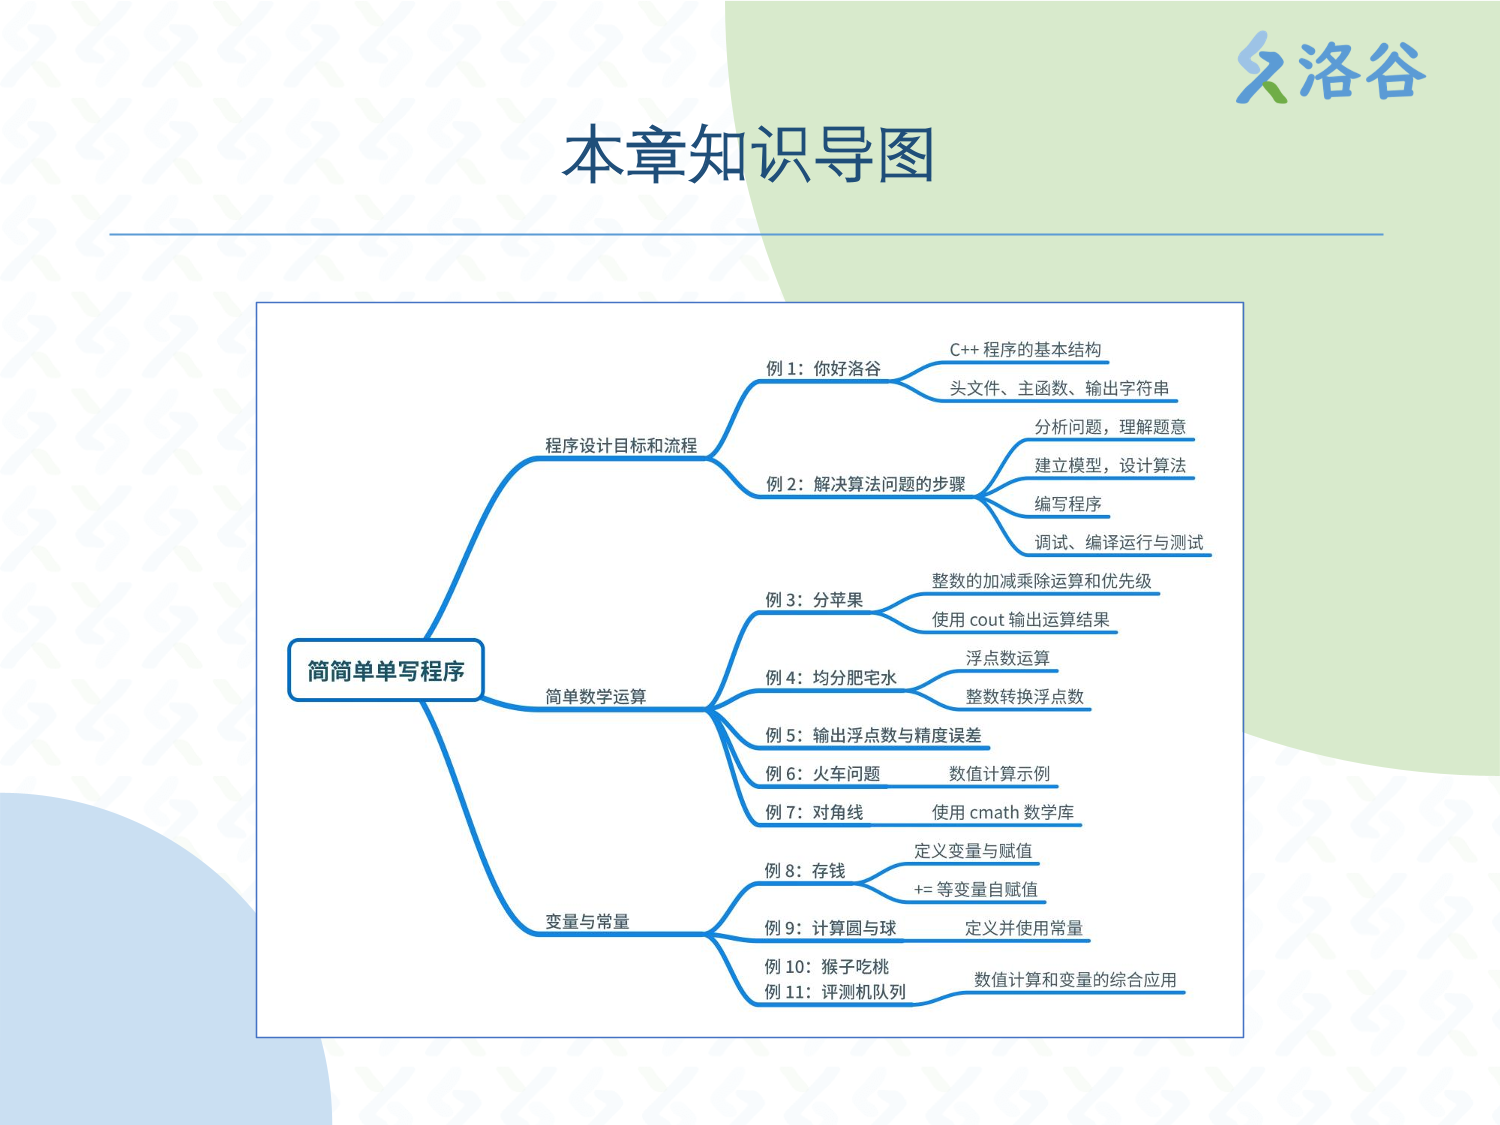 洛谷
本章知识导图
C++ 程序的基本结构
例 1：你好洛谷
头文件、主函数、输出字符串
分析问题，理解题意
程序设计目标和流程
建立模型，设计算法
例 2：解决算法问题的步骤
编写程序
调试、编译运行与测试
整数的加减乘除运算和优先级
例 3：分苹果
使用 cout 输出运算结果
简简单单写程序
浮点数运算
例 4：均分肥宅水
简单数学运算
整数转换浮点数
例 5：输出浮点数与精度误差
例 6：火车问题
数值计算示例
例 7：对角线
使用 cmath 数学库
定义变量与赋值
例 8：存钱
+= 等变量自赋值
变量与常量
例 9：计算圆与球
定义并使用常量
例 10：猴子吃桃
例 11：评测机队列
数值计算和变量的综合应用